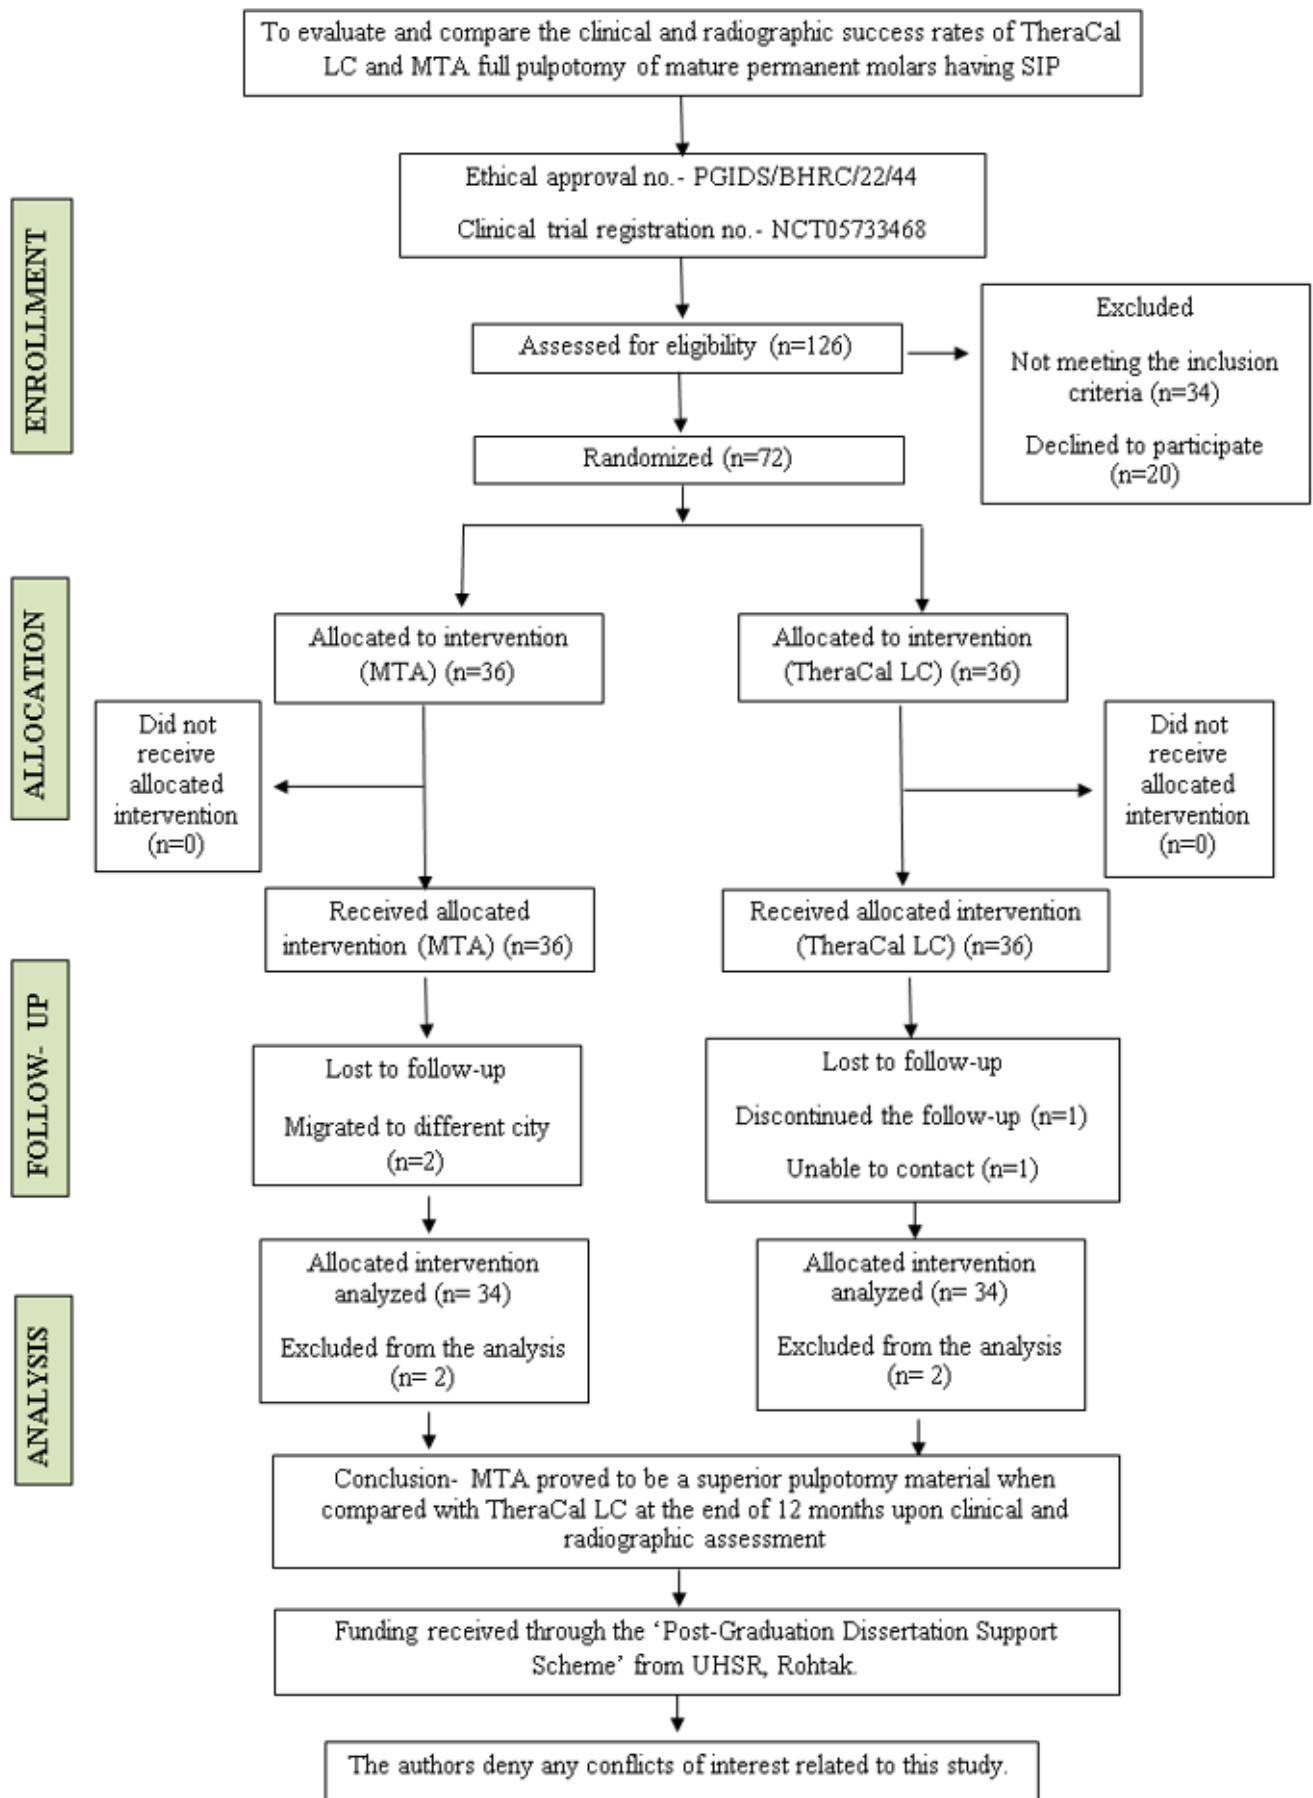 To evaluate and compare the clinical and radiographic success rates of TheraCal
LC and MTA full pulpotomy of mature permanent molars having SIP
Ethical approval no.- PGIDS/BHRC/22/44
Clinical trial registration no.- NCT05733468
ENROLLMENT
Assessed for eligibility (n=126)
Excluded
Not meeting the inclusion
criteria (n=34)
Declined to participate
(n=20)
Randomized (n=72)
ALLOCATION
Allocated to intervention
(MTA) (n=36)
Allocated to intervention
(TheraCal LC) (n=36)
Did not
receive
allocated
intervention
(n=0)
Did not
receive
allocated
intervention
(n=0)
Received allocated
intervention (MTA) (n=36)
Received allocated intervention
(TheraCal LC) (n=36)
FOLLOW- UP
Lost to follow-up
Migrated to different city
(n=2)
Lost to follow-up
Discontinued the follow-up (n=1)
Unable to contact (n=1)
ANALYSIS
Allocated intervention
analyzed (n= 34)
Excluded from the analysis
(n= 2)
Allocated intervention
analyzed (n= 34)
Excluded from the analysis
(n= 2)
Conclusion- MTA proved to be a superior pulpotomy material when
compared with TheraCal LC at the end of 12 months upon clinical and
radiographic assessment
Funding received through the ‘Post-Graduation Dissertation Support
Scheme’ from UHSR, Rohtak.
The authors deny any conflicts of interest related to this study.